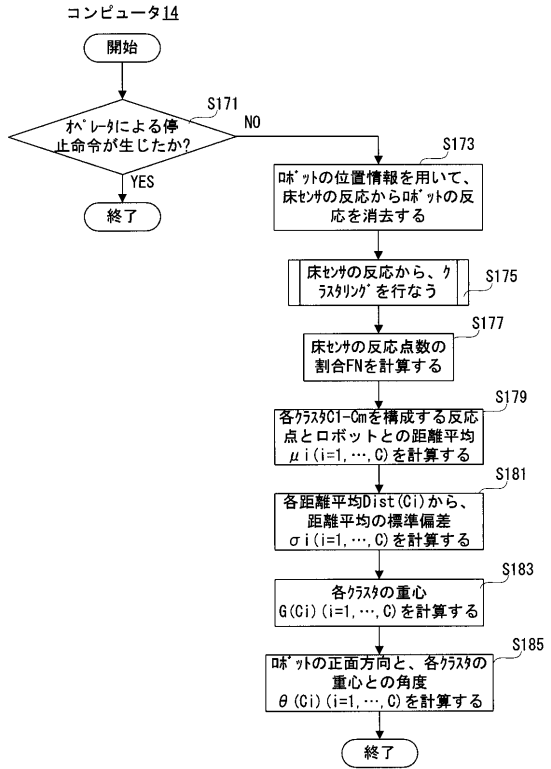 コンピュータ14
開始
S171
ｵﾍﾟﾚｰﾀによる停
止命令が生じたか?
NO
YES
終了
S173
ﾛﾎﾞｯﾄの位置情報を用いて、
床ｾﾝｻの反応からﾛﾎﾞｯﾄの反
応を消去する
S175
床ｾﾝｻの反応から、ｸ
ﾗｽﾀﾘﾝｸﾞを行なう
S177
床ｾﾝｻの反応点数の
割合FNを計算する
S179
各ｸﾗｽﾀC1-Cmを構成する反応
点とﾛﾎﾞｯﾄとの距離平均
μi(i=1,…,C)を計算する
S181
各距離平均Dist(Ci)から、
距離平均の標準偏差
σi(i=1,…,C)を計算する
S183
各ｸﾗｽﾀの重心
G(Ci)(i=1,…,C)を計算する
S185
ﾛﾎﾞｯﾄの正面方向と、各ｸﾗｽﾀの
重心との角度
θ(Ci)(i=1,…,C)を計算する
終了